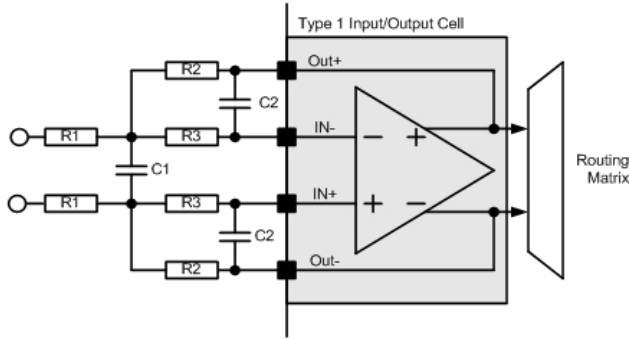 Type 1 Input/Output Cell
R2
Out+
C2
R1
R3
IN-
C1
Routing
Matrix
R1
R3
IN+
C2
R2
Out-